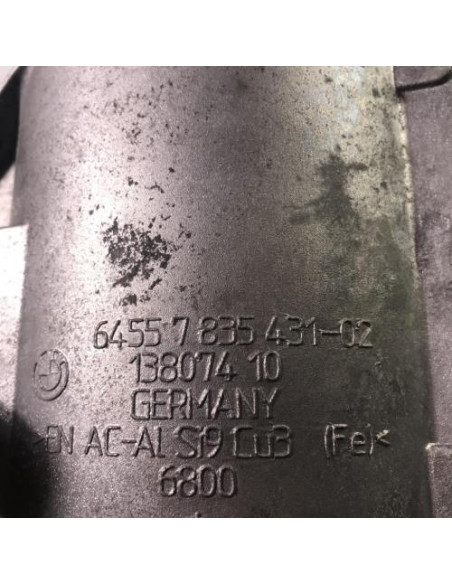 6455 7 835 431-02
138074 10
GERMANY
EN AC-AL Si9 Cu3 (Fe)<
6800